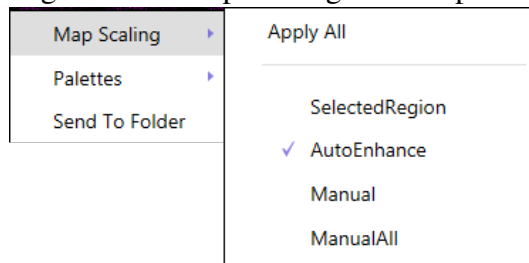 Map Scaling
Palettes
Send To Folder
Apply All
SelectedRegion
AutoEnhance
Manual
ManualAll